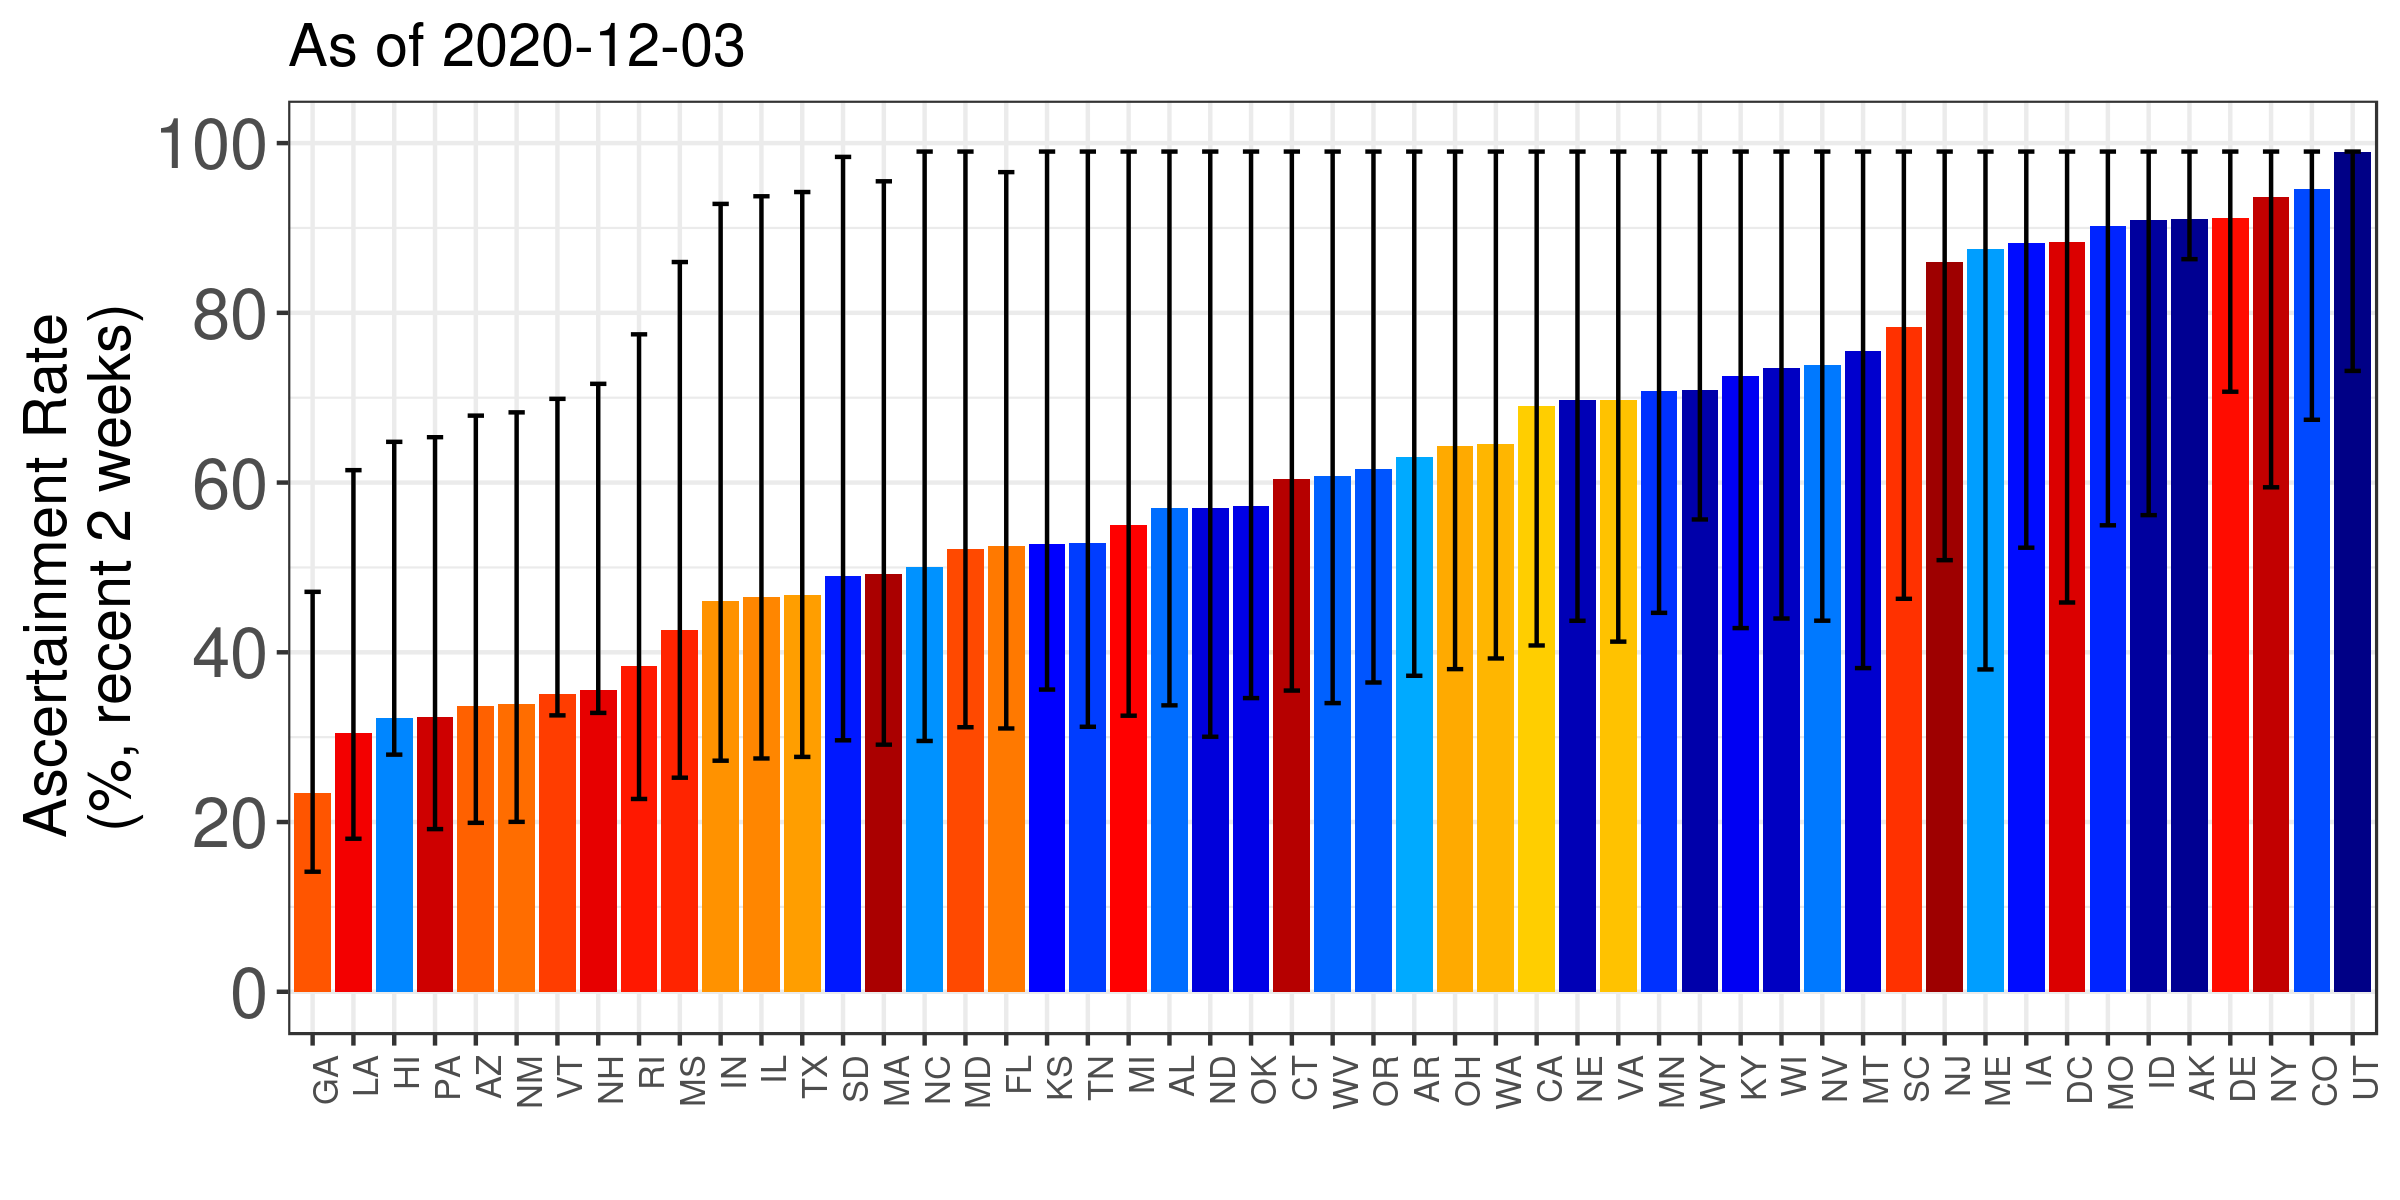 As of 2020-12-03
Ascertainment Rate
(%, recent 2 weeks)
100
80
60
40
20
0
GA LA HI PA AZ NM VT NH RI MS IN IL TX SD MA NC MD FL KS TN MI AL ND OK CT WV OR AR OH WA CA NE VA MN WY KY WI NV MT SC NJ ME IA DC MO ID AK DE NY CO UT